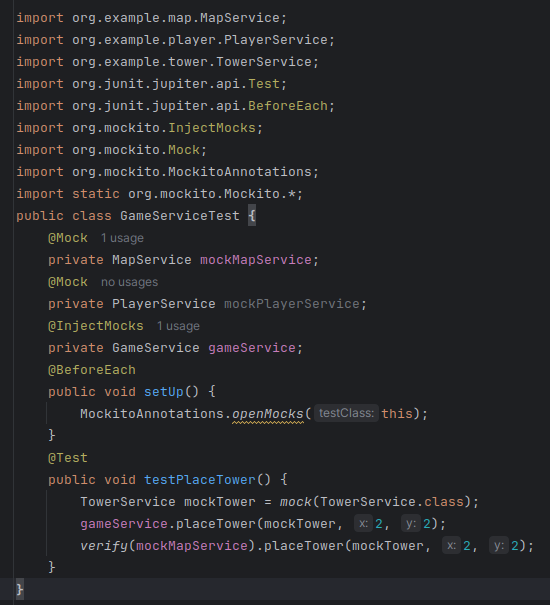 import org.example.map.MapService;
import org.example.player.PlayerService;
import org.example.tower.TowerService;
import org.junit.jupiter.api.Test;
import org.junit.jupiter.api.BeforeEach;
import org.mockito.InjectMocks;
import org.mockito.Mock;
import org.mockito.MockitoAnnotations;
import static org.mockito.Mockito.*;
public class GameServiceTest {
    @Mock 1 usage
    private MapService mockMapService;
    @Mock no usages
    private PlayerService mockPlayerService;
    @InjectMocks 1 usage
    private GameService gameService;
    @BeforeEach
    public void setUp() {
        MockitoAnnotations.openMocks( testClass: this);
    }
    @Test
    public void testPlaceTower() {
        TowerService mockTower = mock(TowerService.class);
        gameService.placeTower(mockTower, x: 2, y: 2);
        verify(mockMapService).placeTower(mockTower, x: 2, y: 2);
    }
}